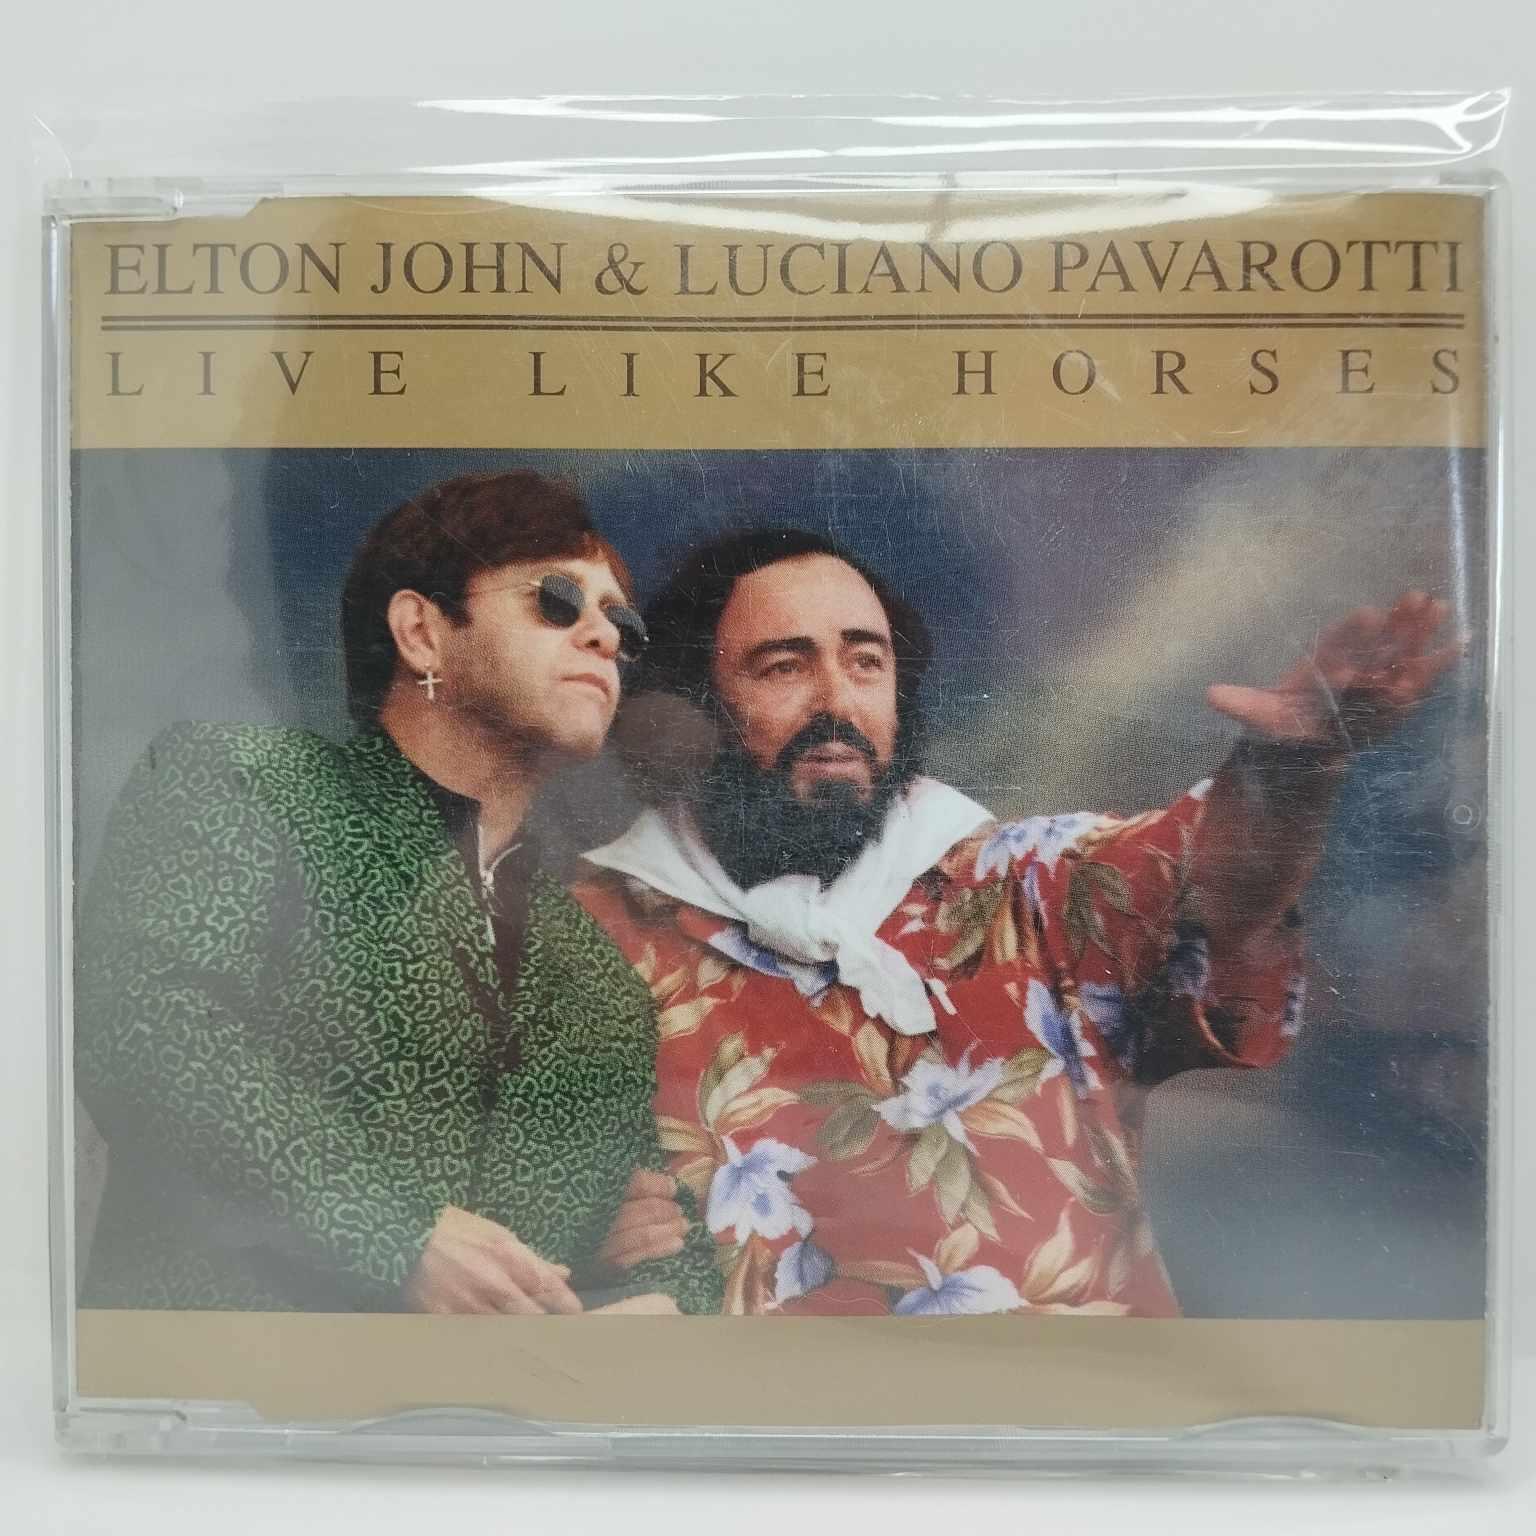 ELTON JOHN & LUCIANO PAVAROTTI
LIVE LIKE HORSES